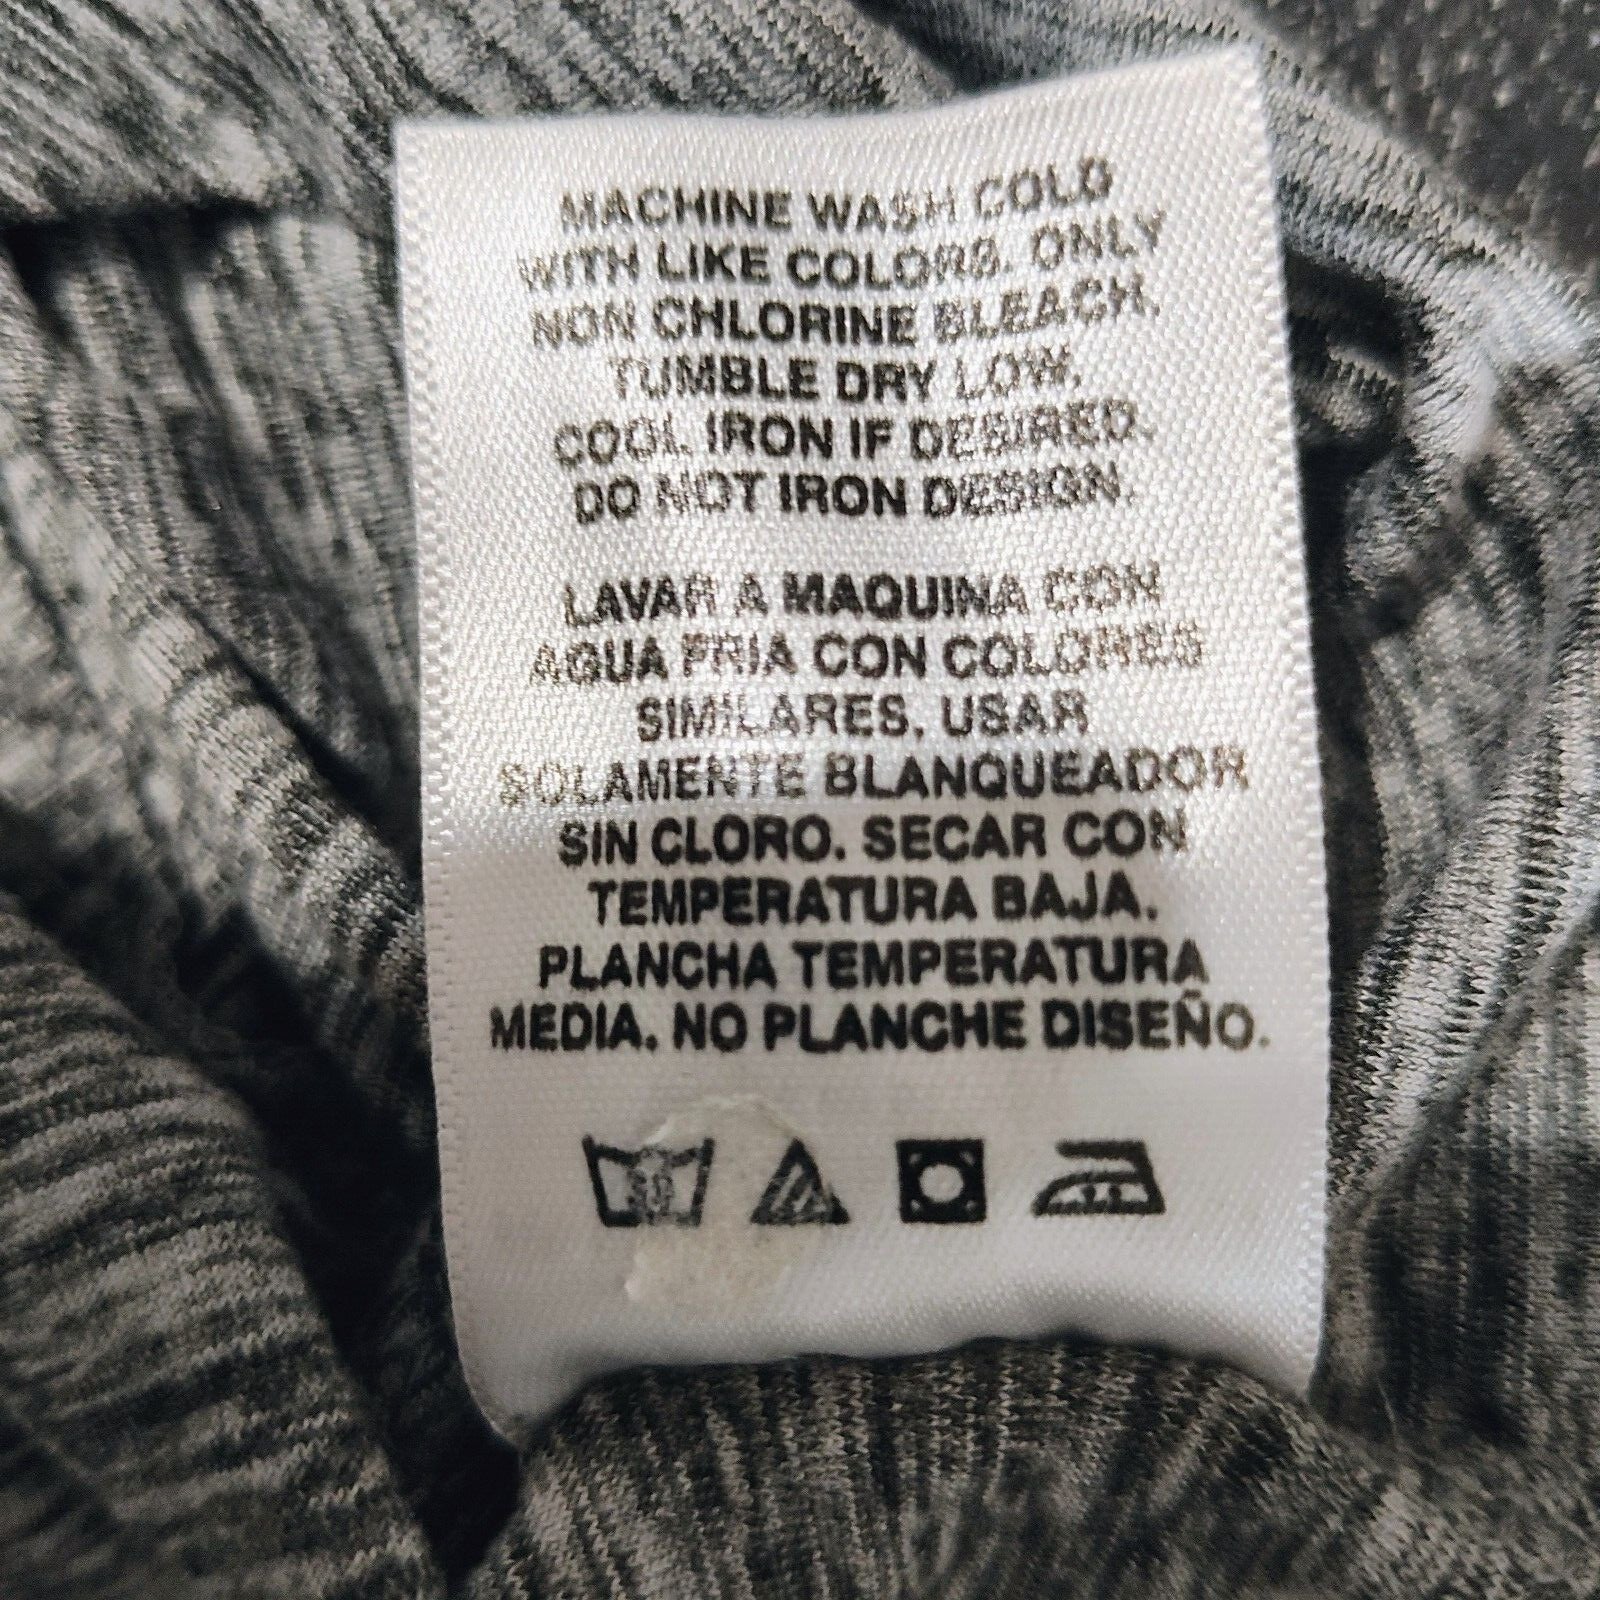 MACHINE WASH COLD
WITH LIKE COLORS. ONLY
NON CHLORINE BLEACH.
TUMBLE DRY LOW.
COOL IRON IF DESIRED.
DO NOT IRON DESIGN.
LAVAR A MAQUINA CON
AGUA FRIA CON COLORES
SIMILARES. USAR
SOLAMENTE BLANQUEADOR
SIN CLORO. SECAR CON
TEMPERATURA BAJA.
PLANCHA TEMPERATURA
MEDIA. NO PLANCHE DISEÑO.
30